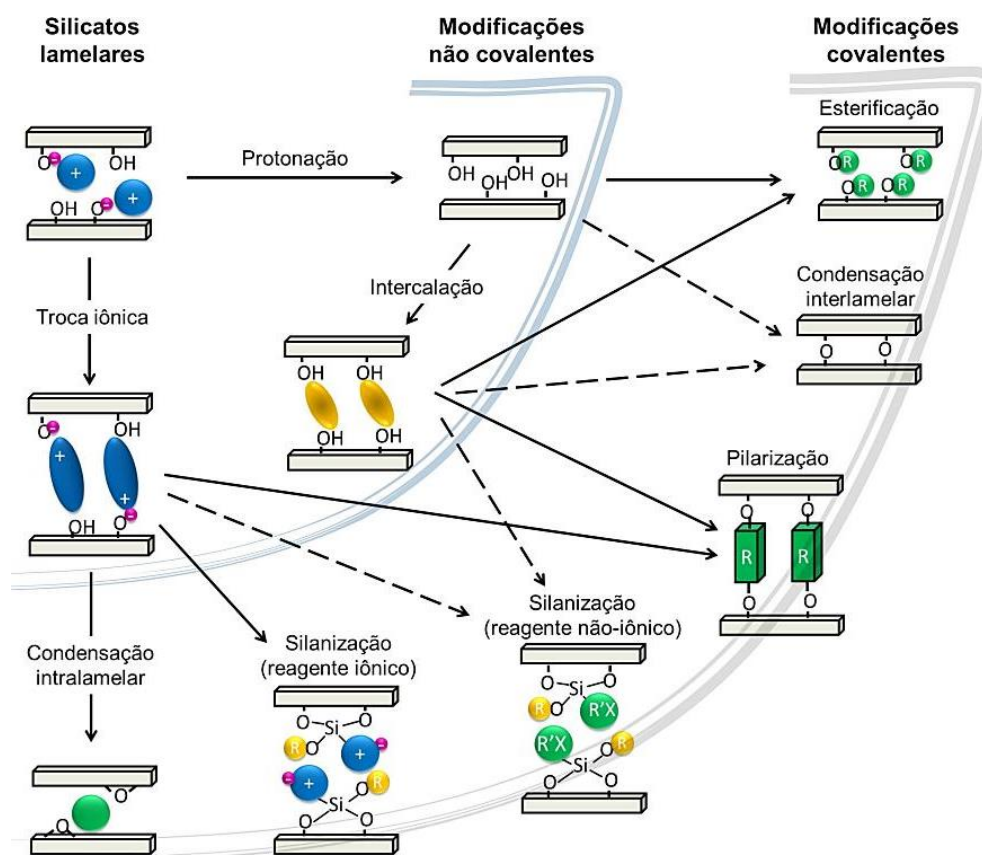 Silicatos
lamelares
Modificações
não covalentes
Modificações
covalentes
Esterificação
O
OH
+
+
OH
O
Protonação
OH
OH
OH
OH
O
R
O
R
O
R
O
R
Troca iônica
Intercalação
Condensação
interlamelar
O
O
OH
OH
OH
OH
O
OH
+
+
OH
O
Pilarização
O
O
R
R
O
O
Condensação
intralamelar
Silanização
(reagente iônico)
Silanização
(reagente não-iônico)
O
O
Si
R
O
+
+
O
R
Si
O
O
O
O
Si
R
O
R'X
R'X
O
R
Si
O
O
O
O